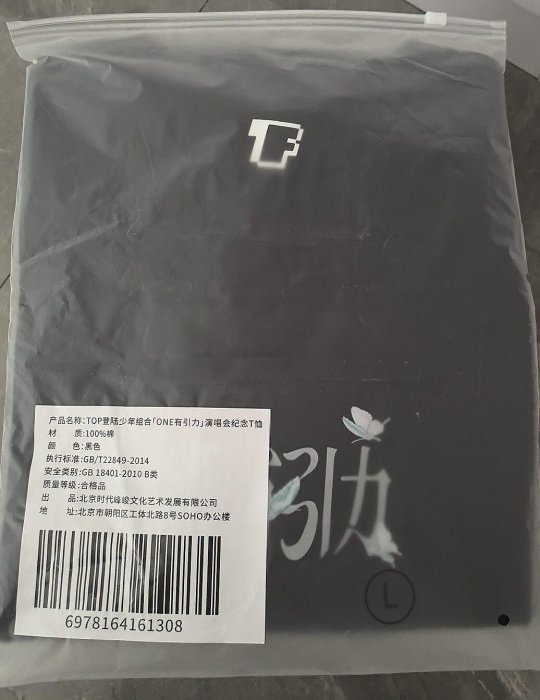 TF
产品名称:TOP登陆少年组合「ONE有引力」演唱会纪念T恤
材 质:100%棉
颜 色:黑色
执行标准:GB/T22849-2014
安全类别:GB 18401-2010 B类
质量等级:合格品
出 品:北京时代峰峻文化艺术发展有限公司
地 址:北京市朝阳区工体北路8号SOHO办公楼
6978164161308
引力
L